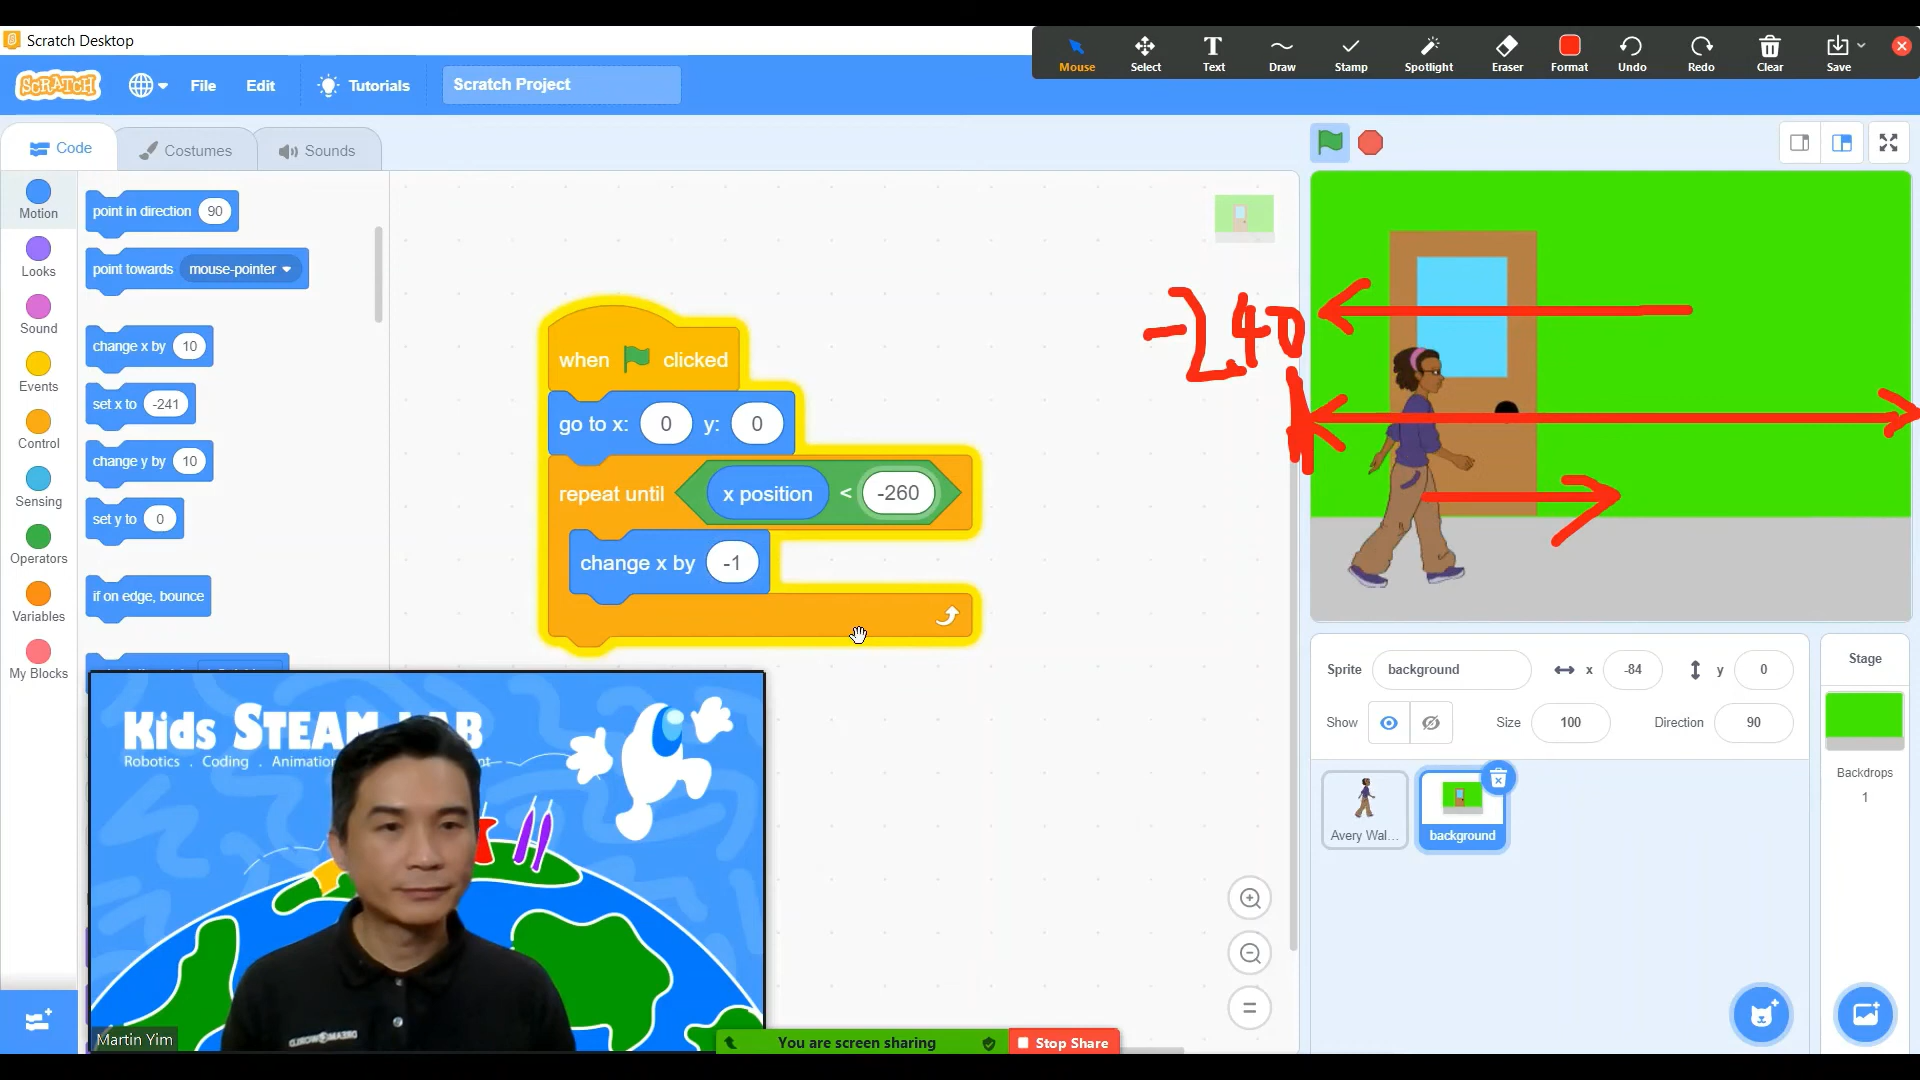 Scratch Desktop
Mouse Select Text Draw Stamp Spotlight Eraser Format Undo Redo Clear Save
SCRATCH File Edit Tutorials Scratch Project
Code Costumes Sounds
Motion
Looks
Sound
Events
Control
Sensing
Operators
Variables
My Blocks
point in direction 90
point towards mouse-pointer
change x by 10
set x to -241
change y by 10
set y to 0
if on edge, bounce
when clicked
go to x: 0 y: 0
repeat until x position < -260
change x by -1
-240
Sprite background x -84 y 0
Show Size 100 Direction 90
Avery Wal...
background
Stage
Backdrops
1
Kids STEAM LAB
Robotics . Coding . Animation
Martin Yim
You are screen sharing Stop Share